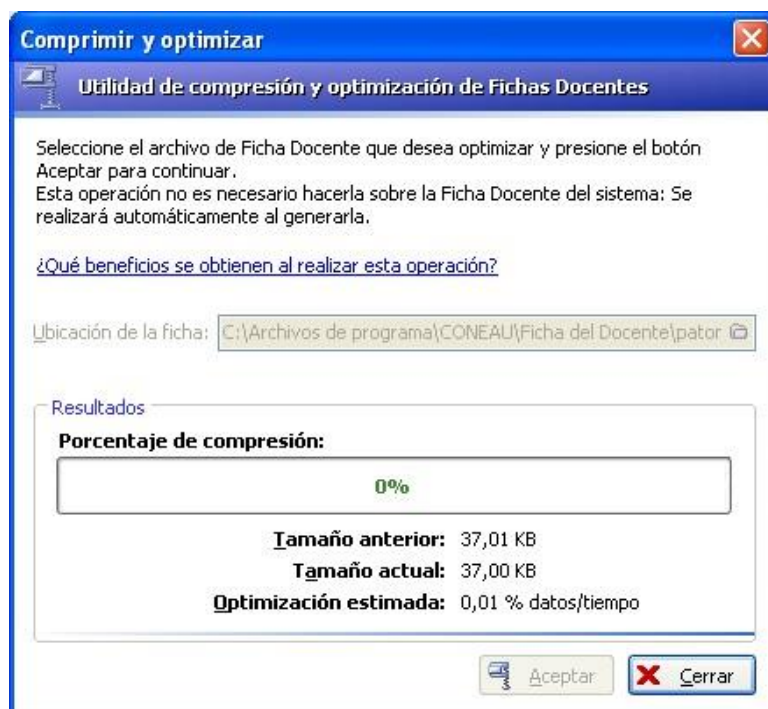 Comprimir y optimizar
Utilidad de compresión y optimización de Fichas Docentes
Seleccione el archivo de Ficha Docente que desea optimizar y presione el botón
Aceptar para continuar.
Esta operación no es necesario hacerla sobre la Ficha Docente del sistema: Se
realizará automáticamente al generarla.
¿Qué beneficios se obtienen al realizar esta operación?
Ubicación de la ficha: C:\Archivos de programa\CONEAU\Ficha del Docente\pator
Resultados
Porcentaje de compresión:
0%
Tamaño anterior: 37,01 KB
Tamaño actual: 37,00 KB
Optimización estimada: 0,01 % datos/tiempo
Aceptar Cerrar